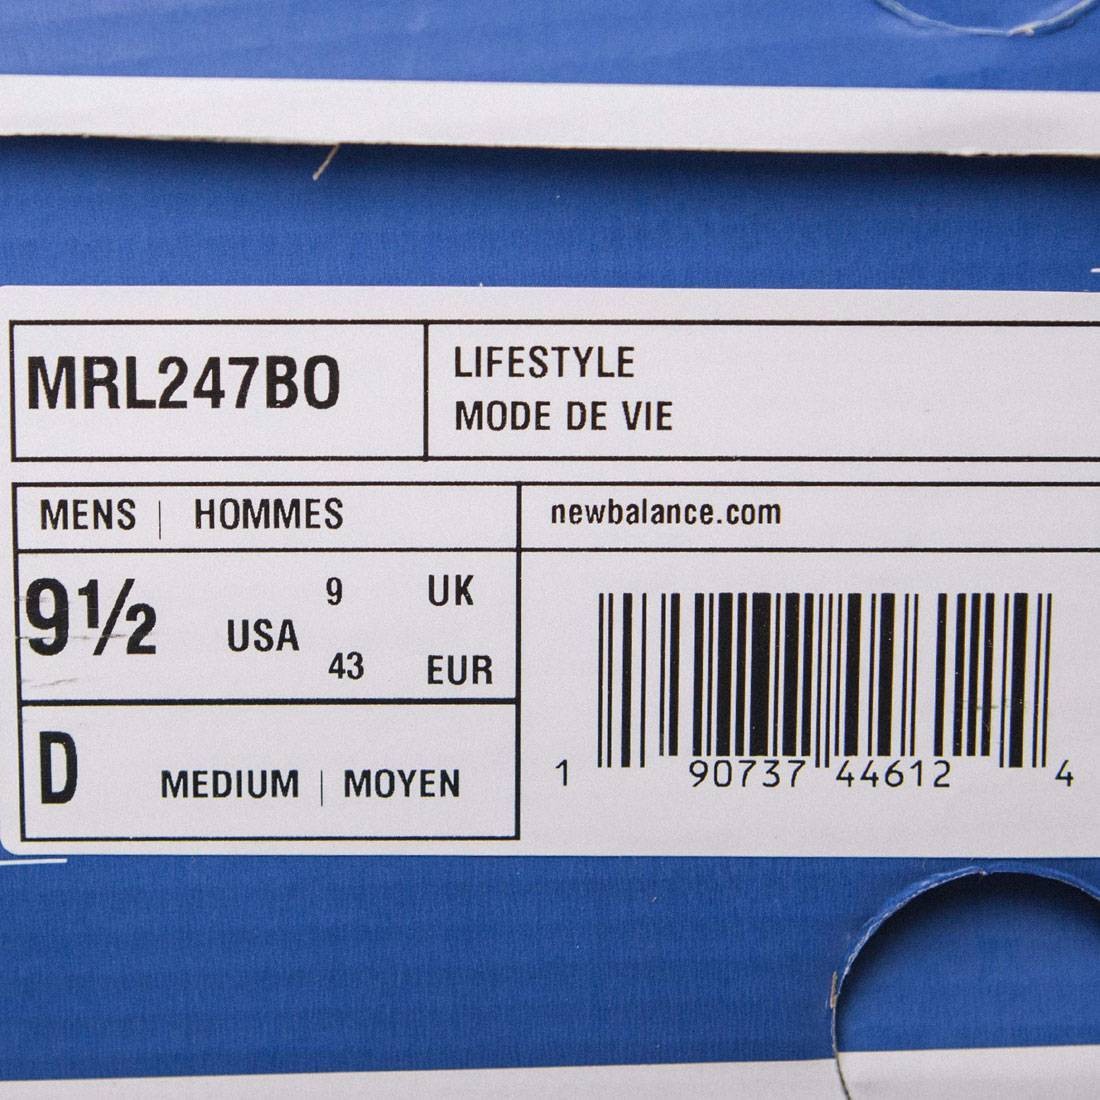 MRL247BO
LIFESTYLE
MODE DE VIE
MENS | HOMMES
newbalance.com
9½ USA
9 UK
43 EUR
D
MEDIUM | MOYEN
1 90737 44612 4